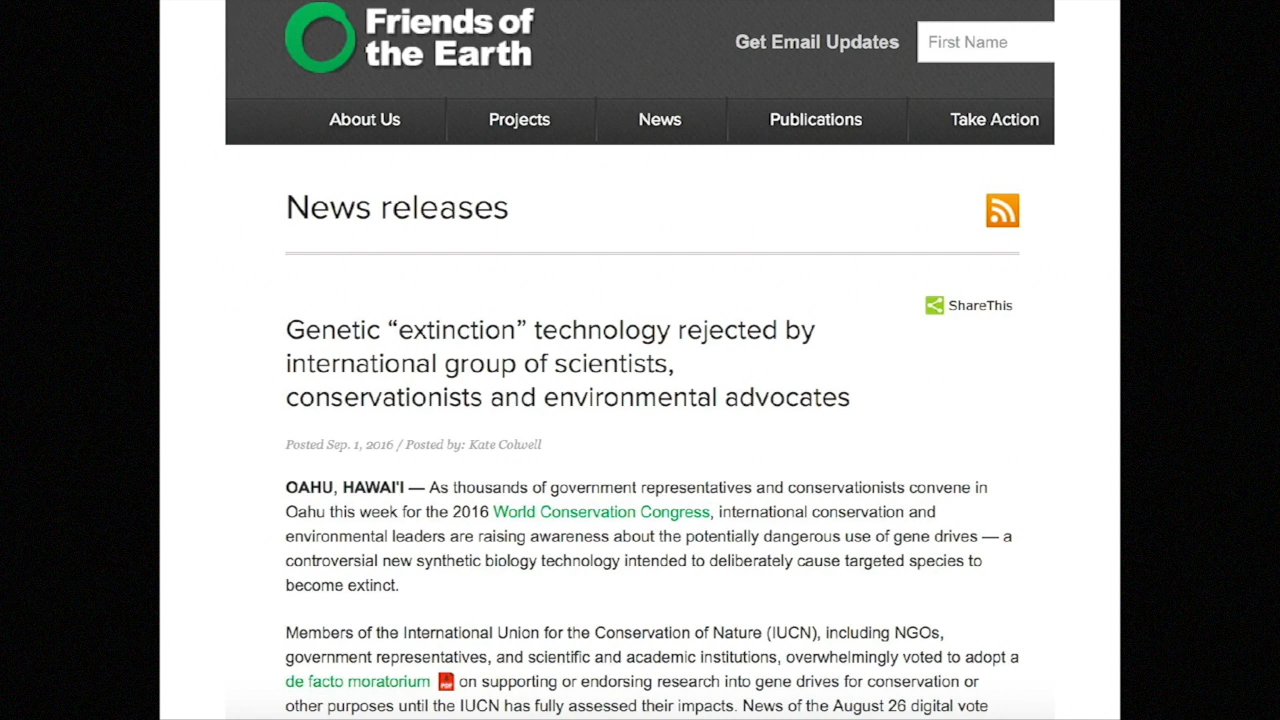 Friends of
the Earth
Get Email Updates
First Name
About Us
Projects
News
Publications
Take Action
News releases
ShareThis
Genetic “extinction” technology rejected by
international group of scientists,
conservationists and environmental advocates
Posted Sep. 1, 2016 / Posted by: Kate Colwell
OAHU, HAWAI'I — As thousands of government representatives and conservationists convene in
Oahu this week for the 2016 World Conservation Congress, international conservation and
environmental leaders are raising awareness about the potentially dangerous use of gene drives — a
controversial new synthetic biology technology intended to deliberately cause targeted species to
become extinct.
Members of the International Union for the Conservation of Nature (IUCN), including NGOs,
government representatives, and scientific and academic institutions, overwhelmingly voted to adopt a
de facto moratorium PDF on supporting or endorsing research into gene drives for conservation or
other purposes until the IUCN has fully assessed their impacts. News of the August 26 digital vote